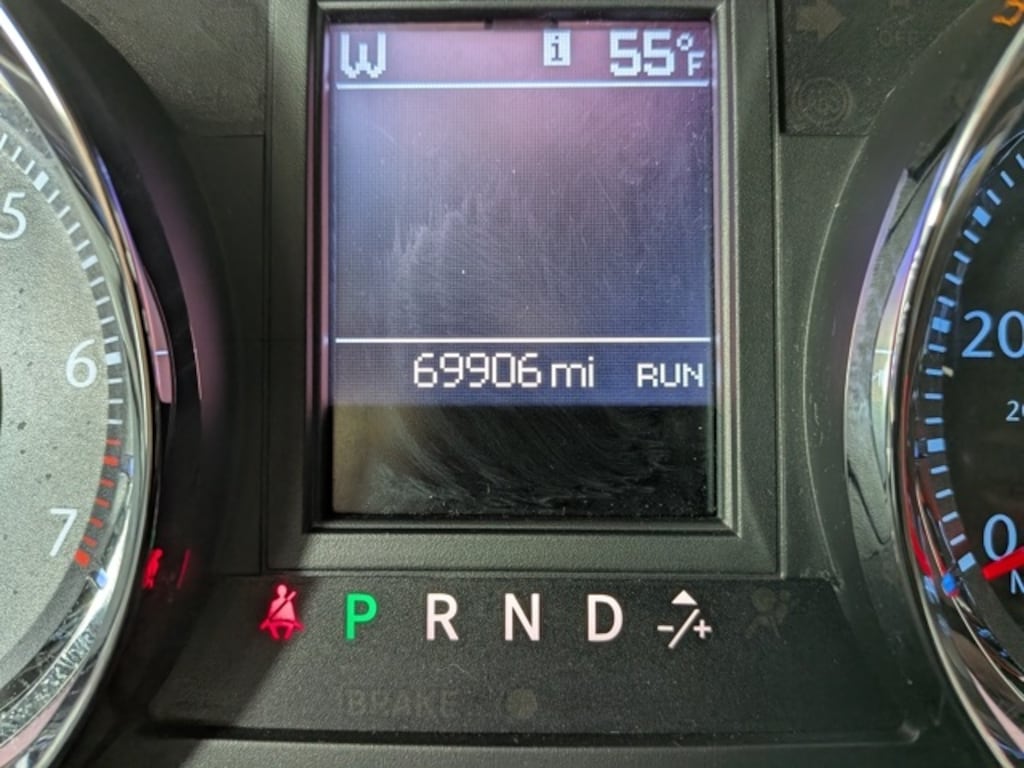 W i 55°F
5
6
20
69906 mi RUN
7
0
P R N D -/+
BRAKE